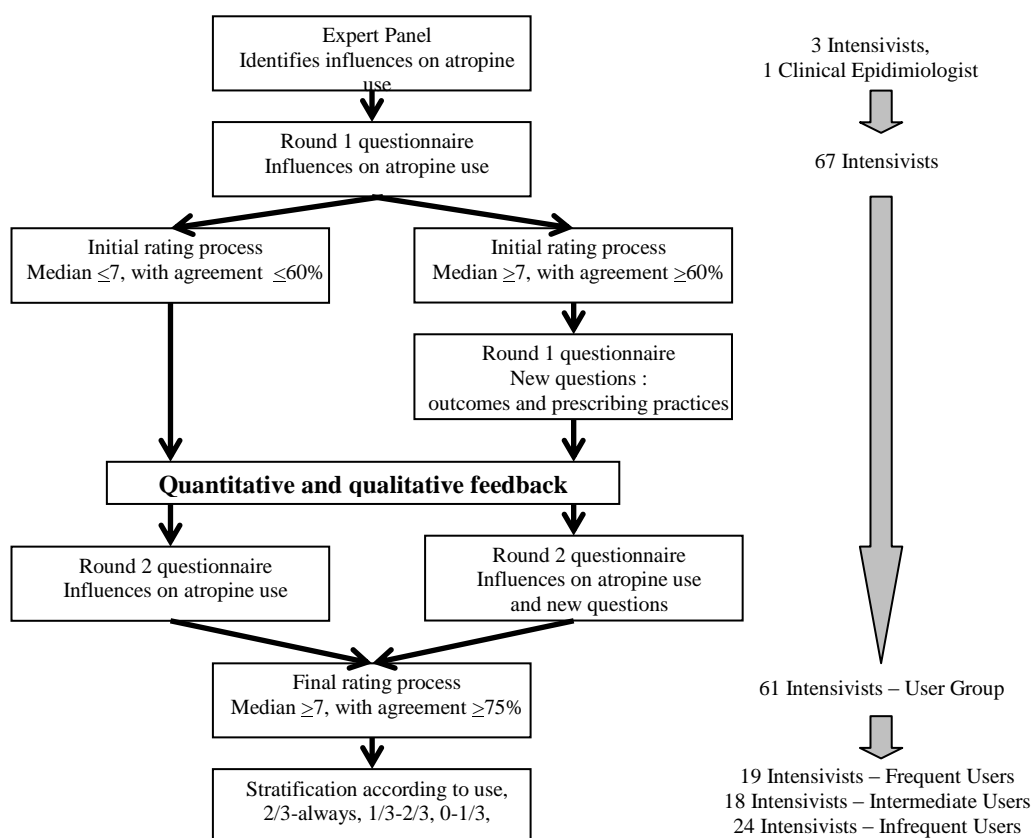 Expert Panel
Identifies influences on atropine
use
3 Intensivists,
1 Clinical Epidimiologist
Round 1 questionnaire
Influences on atropine use
67 Intensivists
Initial rating process
Median ≤7, with agreement ≤60%
Initial rating process
Median ≥7, with agreement ≥60%
Round 1 questionnaire
New questions :
outcomes and prescribing practices
Quantitative and qualitative feedback
Round 2 questionnaire
Influences on atropine use
Round 2 questionnaire
Influences on atropine use
and new questions
Final rating process
Median ≥7, with agreement ≥75%
61 Intensivists – User Group
Stratification according to use,
2/3-always, 1/3-2/3, 0-1/3,
19 Intensivists – Frequent Users
18 Intensivists – Intermediate Users
24 Intensivists – Infrequent Users